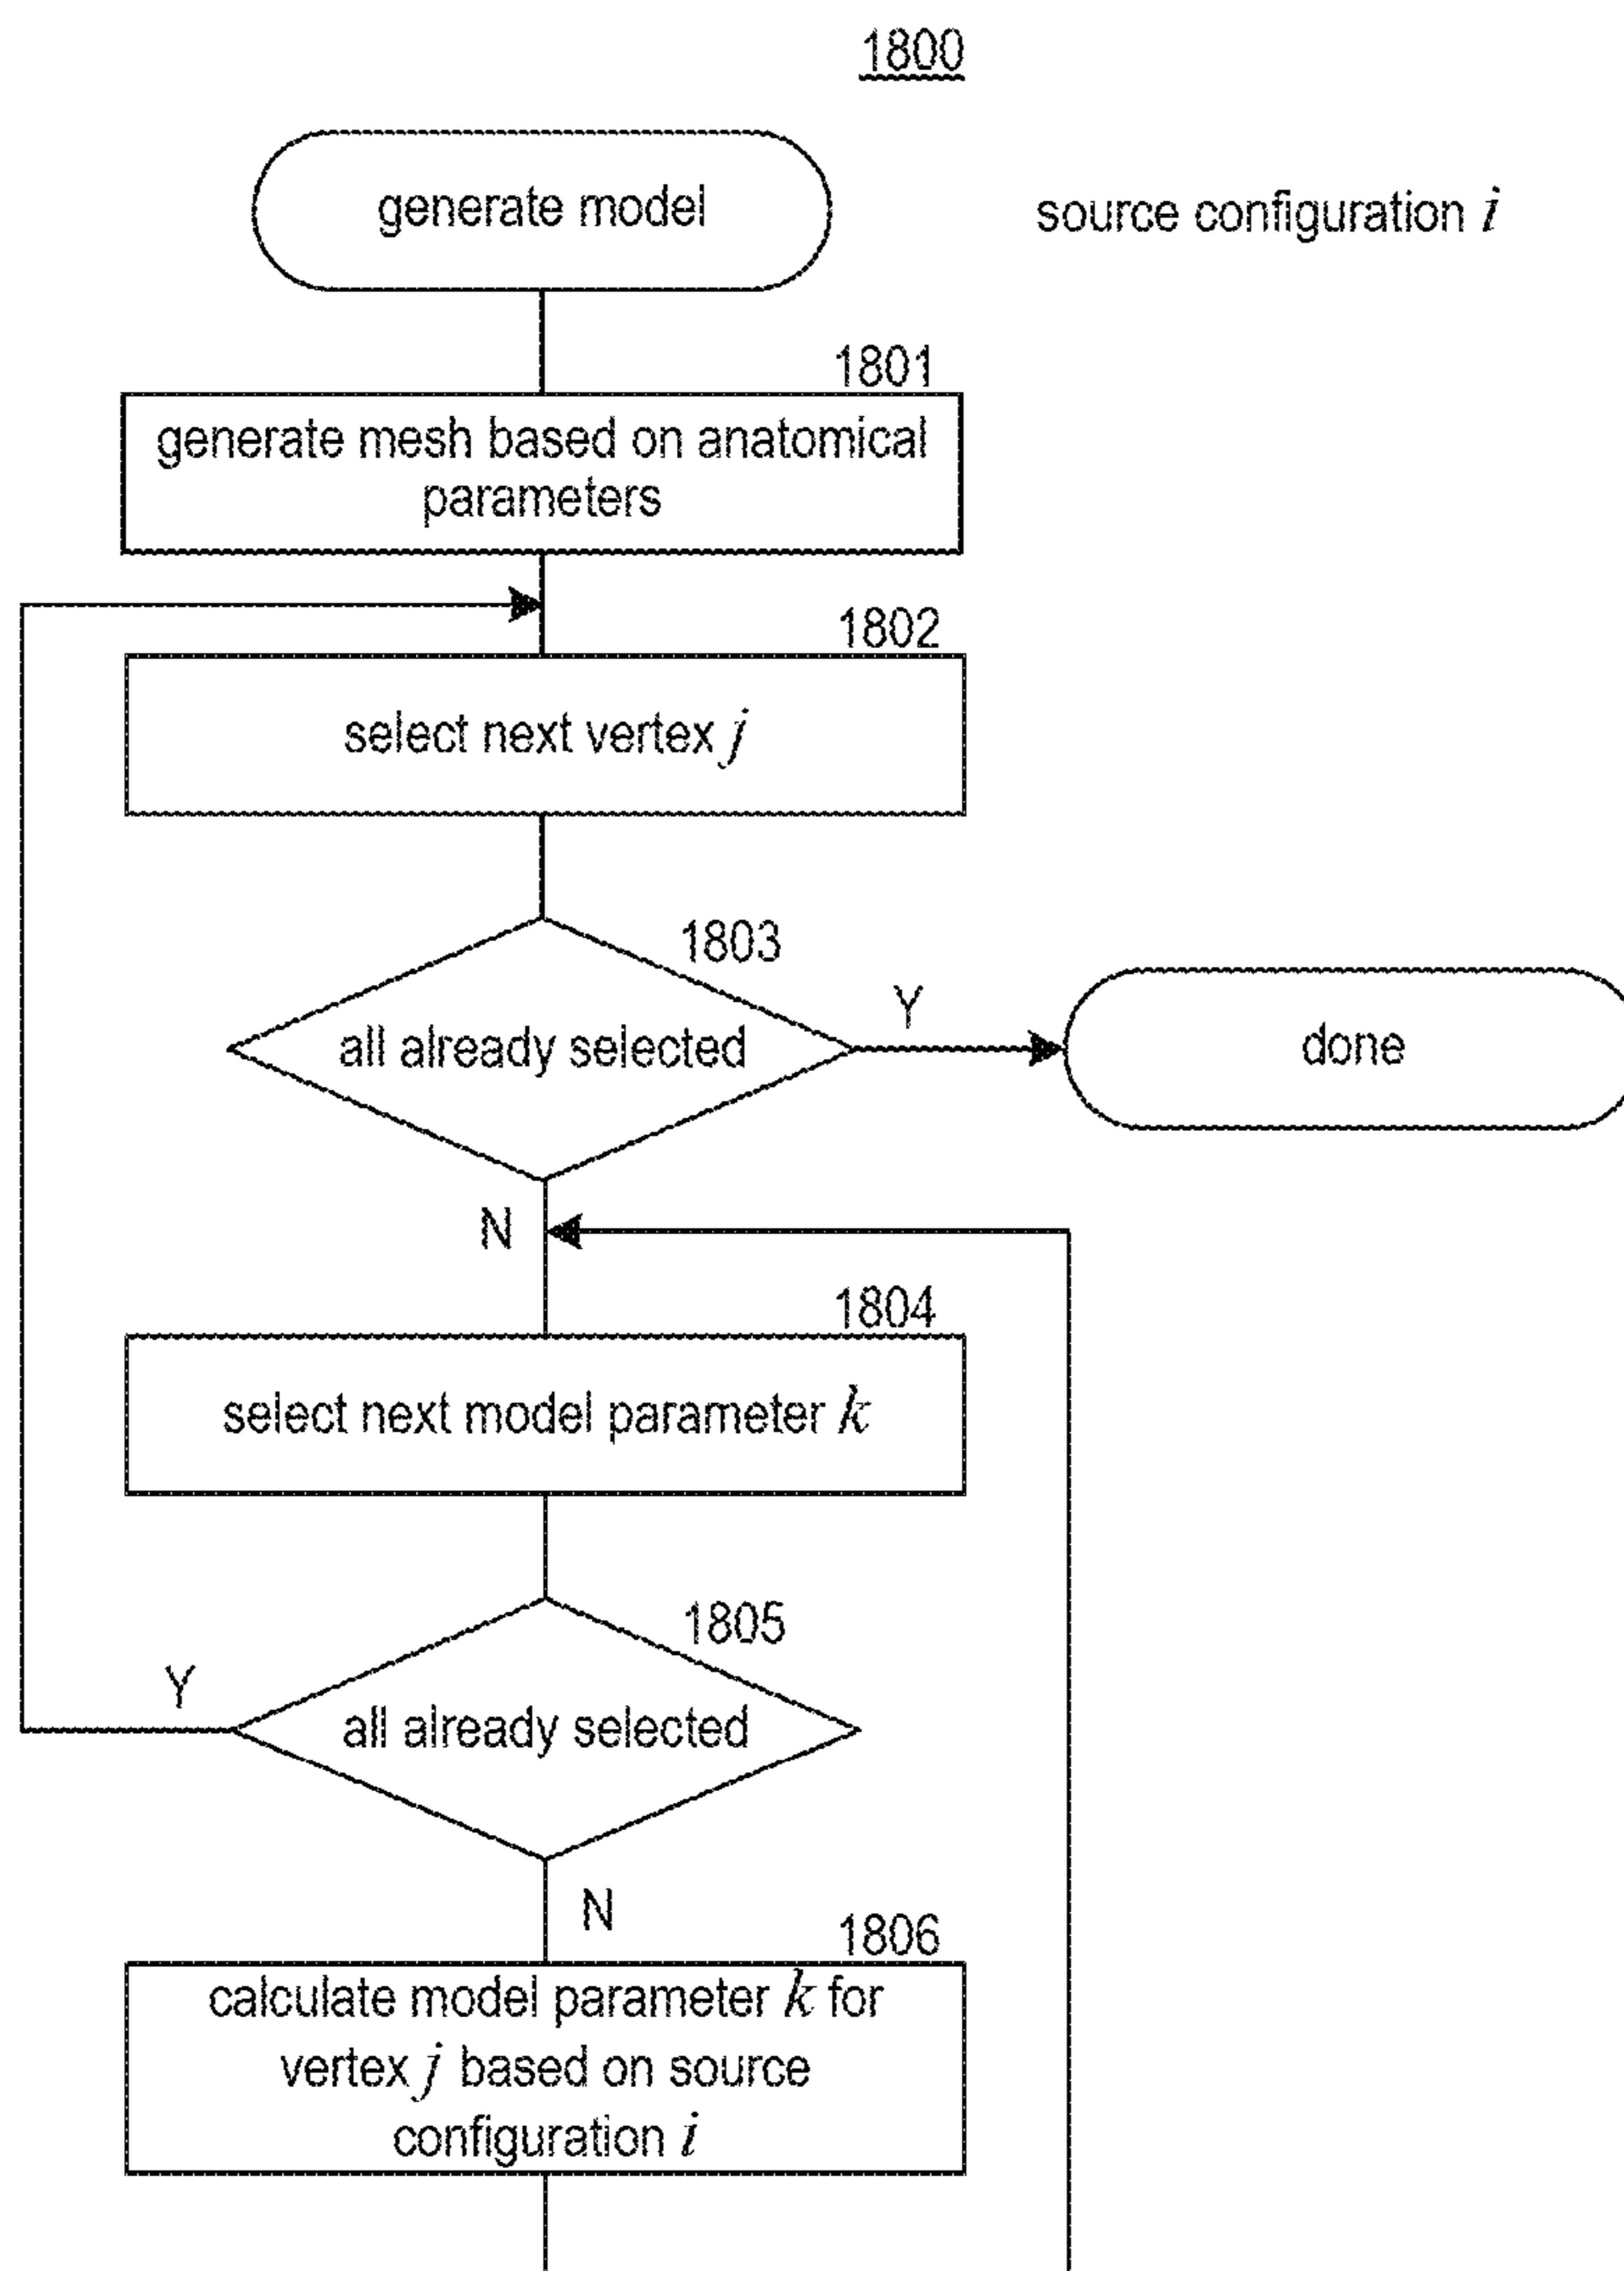 1800
generate model
source configuration i
1801
generate mesh based on anatomical
parameters
1802
select next vertex j
1803
all already selected
Y
done
N
1804
select next model parameter k
1805
Y
all already selected
N
1806
calculate model parameter k for
vertex j based on source
configuration i